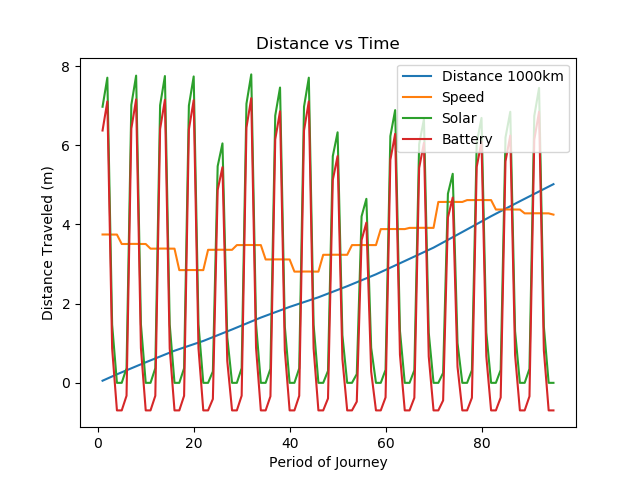 Distance vs Time
Distance 1000km
Speed
Solar
Battery
Distance Traveled (m)
8
6
4
2
0
0 20 40 60 80
Period of Journey